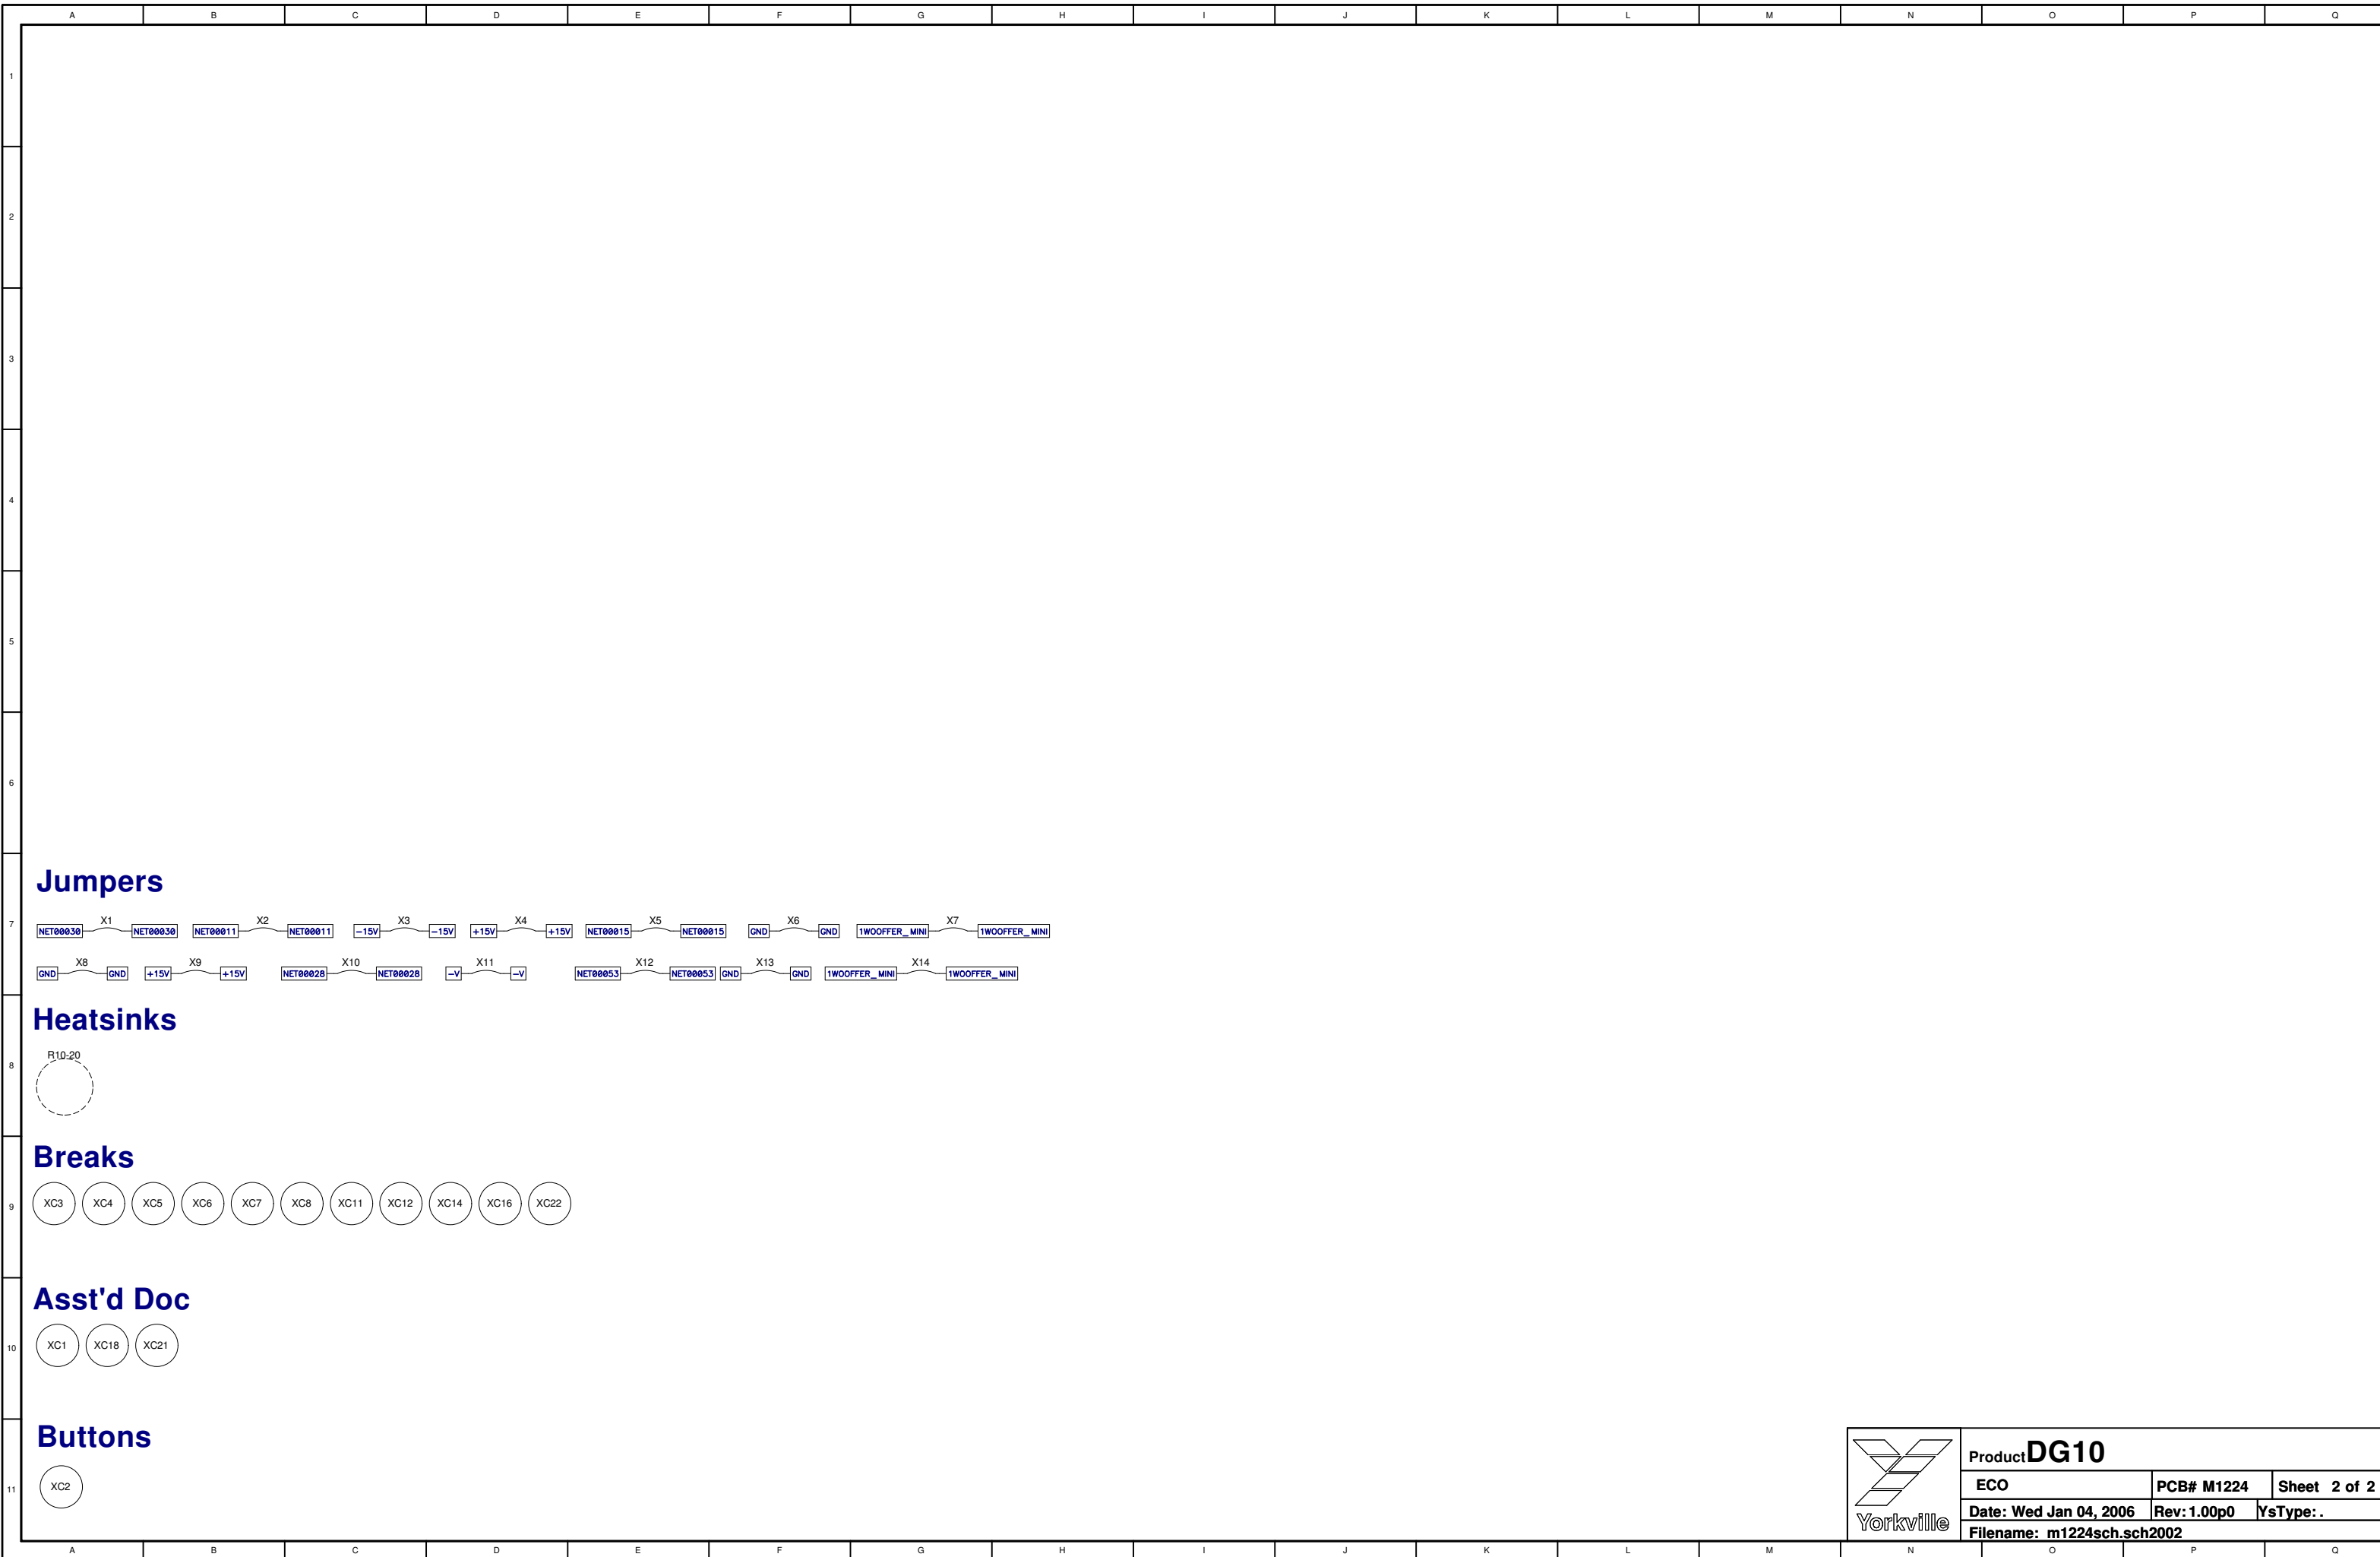 A B C D E F G H I J K L M N O P Q
1
2
3
4
5
6
7
Jumpers
X1 X2 X3 X4 X5 X6 X7
NET00030 NET00030 NET00011 NET00011 -15V -15V +15V +15V NET00015 NET00015 GND GND 1WOOFFER_MINI 1WOOFFER_MINI
X8 X9 X10 X11 X12 X13 X14
GND GND +15V +15V NET00028 NET00028 -V -V NET00053 NET00053 GND GND 1WOOFFER_MINI 1WOOFFER_MINI
Heatsinks
8
R10-20
Breaks
9
XC3 XC4 XC5 XC6 XC7 XC8 XC11 XC12 XC14 XC16 XC22
Asst'd Doc
10
XC1 XC18 XC21
Buttons
11
XC2
Yorkville
Product DG10
ECO PCB# M1224 Sheet 2 of 2
Date: Wed Jan 04, 2006 Rev: 1.00p0 YsType: .
Filename: m1224sch.sch2002
A B C D E F G H I J K L M N O P Q